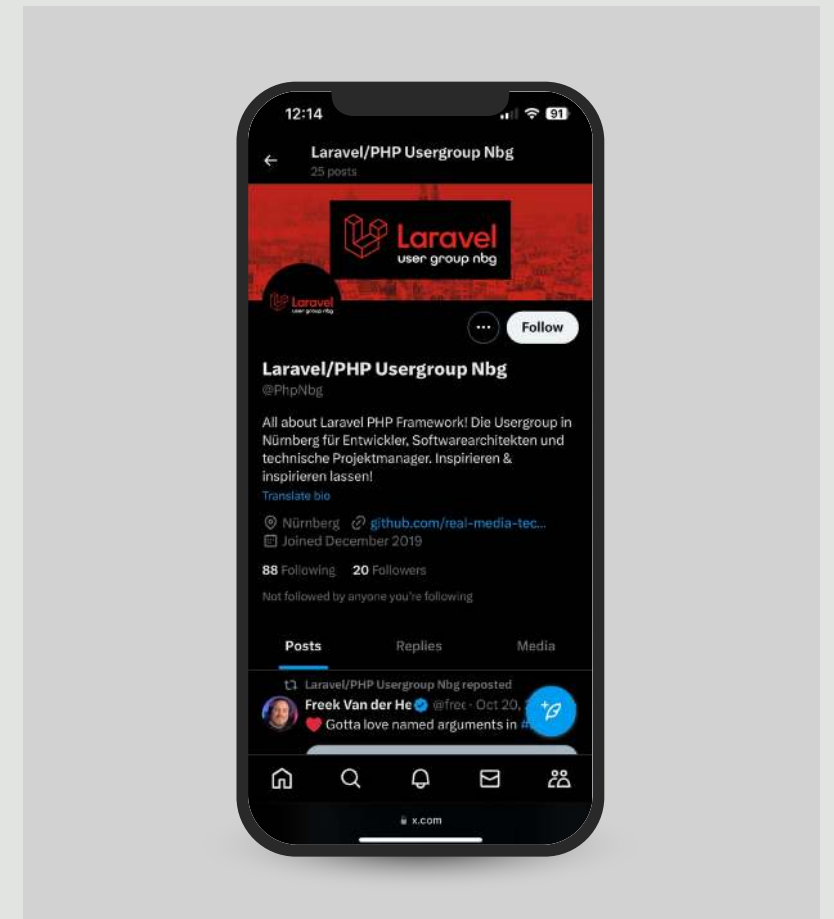 12:14
91
Laravel/PHP Usergroup Nbg
25 posts
Laravel
user group nbg
Laravel
user group nbg
Follow
Laravel/PHP Usergroup Nbg
@PhpNbg
All about Laravel PHP Framework! Die Usergroup in
Nürnberg für Entwickler, Softwarearchitekten und
technische Projektmanager. Inspirieren &
inspirieren lassen!
Translate bio
Nürnberg github.com/real-media-tec...
Joined December 2019
88 Following 20 Followers
Not followed by anyone you're following
Posts Replies Media
Laravel/PHP Usergroup Nbg reposted
Freek Van der He @free · Oct 20,
Gotta love named arguments in #
x.com